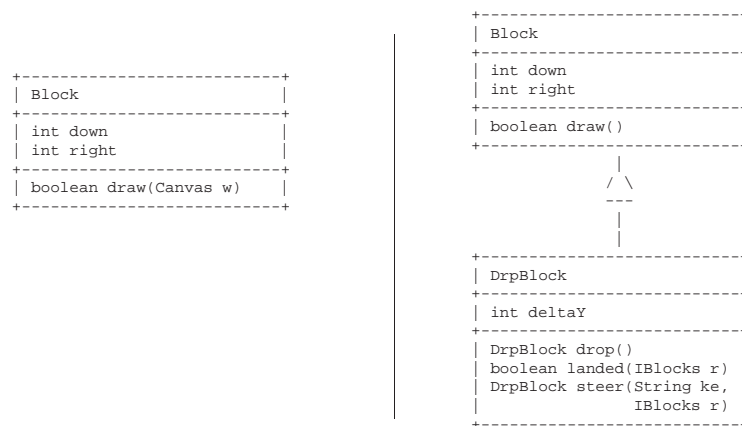 +----------------------------+
| Block                      |
+----------------------------+
| int down                   |
| int right                  |
+----------------------------+
| boolean draw(Canvas w)     |
+----------------------------+
+---------------------------
| Block
+---------------------------
| int down
| int right
+---------------------------
| boolean draw()
+---------------------------
|
/ \
---
|
|
+---------------------------
| DrpBlock
+---------------------------
| int deltaY
+---------------------------
| DrpBlock drop()
| boolean landed(IBlocks r)
| DrpBlock steer(String ke,
|                IBlocks r)
+---------------------------